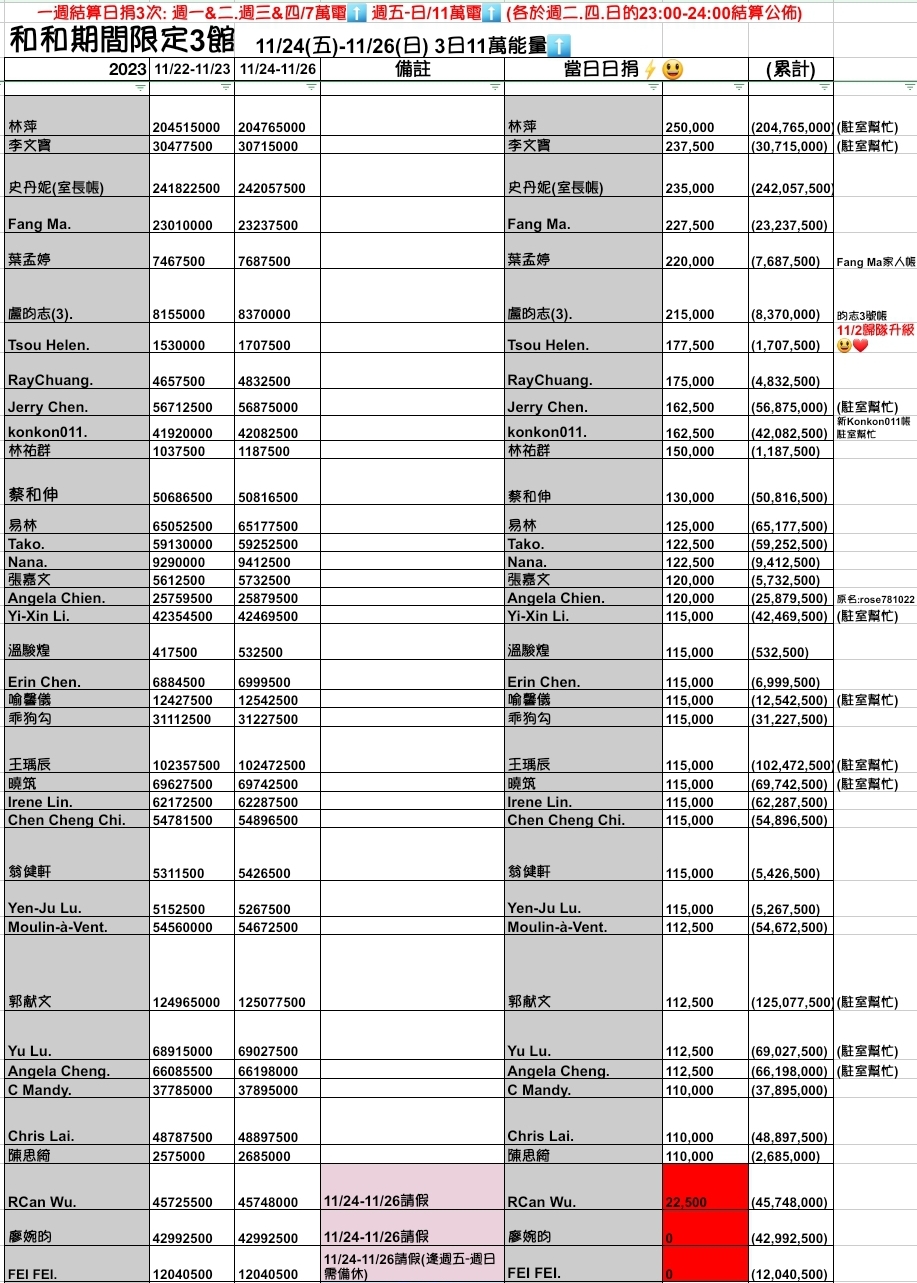 一週結算日捐3次: 週一&二.週三&四/7萬電⬆️ 週五-日/11萬電⬆️ (各於週二.四.日的23:00-24:00結算公佈)
和和期間限定3館 11/24(五)-11/26(日) 3日11萬能量⬆️
2023 11/22-11/23 11/24-11/26 備註 當日日捐⚡😃 (累計)
林萍 204515000 204765000 林萍 250,000 (204,765,000) (駐室幫忙)
李文寶 30477500 30715000 李文寶 237,500 (30,715,000) (駐室幫忙)
史丹妮(室長帳) 241822500 242057500 史丹妮(室長帳) 235,000 (242,057,500)
Fang Ma. 23010000 23237500 Fang Ma. 227,500 (23,237,500)
葉孟婷 7467500 7687500 葉孟婷 220,000 (7,687,500) Fang Ma家人帳
盧昀志(3). 8155000 8370000 盧昀志(3). 215,000 (8,370,000) 昀志3號帳
Tsou Helen. 1530000 1707500 Tsou Helen. 177,500 (1,707,500) 11/2歸隊升級😃❤️
RayChuang. 4657500 4832500 RayChuang. 175,000 (4,832,500)
Jerry Chen. 56712500 56875000 Jerry Chen. 162,500 (56,875,000) (駐室幫忙)
konkon011. 41920000 42082500 konkon011. 162,500 (42,082,500) 新Konkon011帳 駐室幫忙
林祐群 1037500 1187500 林祐群 150,000 (1,187,500)
蔡和伸 50686500 50816500 蔡和伸 130,000 (50,816,500)
易林 65052500 65177500 易林 125,000 (65,177,500)
Tako. 59130000 59252500 Tako. 122,500 (59,252,500)
Nana. 9290000 9412500 Nana. 122,500 (9,412,500)
張嘉文 5612500 5732500 張嘉文 120,000 (5,732,500)
Angela Chien. 25759500 25879500 Angela Chien. 120,000 (25,879,500) 原名:rose781022
Yi-Xin Li. 42354500 42469500 Yi-Xin Li. 115,000 (42,469,500) (駐室幫忙)
溫駿煌 417500 532500 溫駿煌 115,000 (532,500)
Erin Chen. 6884500 6999500 Erin Chen. 115,000 (6,999,500)
喻馨儀 12427500 12542500 喻馨儀 115,000 (12,542,500) (駐室幫忙)
乖狗勾 31112500 31227500 乖狗勾 115,000 (31,227,500)
王瑀辰 102357500 102472500 王瑀辰 115,000 (102,472,500) (駐室幫忙)
曉筑 69627500 69742500 曉筑 115,000 (69,742,500) (駐室幫忙)
Irene Lin. 62172500 62287500 Irene Lin. 115,000 (62,287,500)
Chen Cheng Chi. 54781500 54896500 Chen Cheng Chi. 115,000 (54,896,500)
翁健軒 5311500 5426500 翁健軒 115,000 (5,426,500)
Yen-Ju Lu. 5152500 5267500 Yen-Ju Lu. 115,000 (5,267,500)
Moulin-à-Vent. 54560000 54672500 Moulin-à-Vent. 112,500 (54,672,500)
郭献文 124965000 125077500 郭献文 112,500 (125,077,500) (駐室幫忙)
Yu Lu. 68915000 69027500 Yu Lu. 112,500 (69,027,500) (駐室幫忙)
Angela Cheng. 66085500 66198000 Angela Cheng. 112,500 (66,198,000) (駐室幫忙)
C Mandy. 37785000 37895000 C Mandy. 110,000 (37,895,000)
Chris Lai. 48787500 48897500 Chris Lai. 110,000 (48,897,500)
陳思綺 2575000 2685000 陳思綺 110,000 (2,685,000)
RCan Wu. 45725500 45748000 11/24-11/26請假 RCan Wu. 22,500 (45,748,000)
廖婉昀 42992500 42992500 11/24-11/26請假 廖婉昀 0 (42,992,500)
FEI FEI. 12040500 12040500 11/24-11/26請假(逢週五-週日需備休) FEI FEI. 0 (12,040,500)